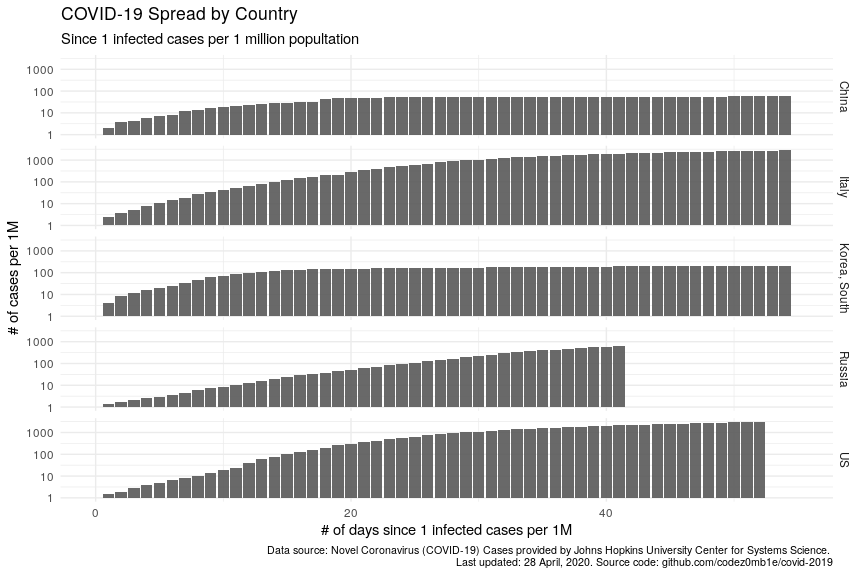 COVID-19 Spread by Country
Since 1 infected cases per 1 million popultation
# of cases per 1M
1000
100
10
1
China
1000
100
10
1
Italy
1000
100
10
1
Korea, South
1000
100
10
1
Russia
1000
100
10
1
US
0
20
40
# of days since 1 infected cases per 1M
Data source: Novel Coronavirus (COVID-19) Cases provided by Johns Hopkins University Center for Systems Science.
Last updated: 28 April, 2020. Source code: github.com/codez0mb1e/covid-2019